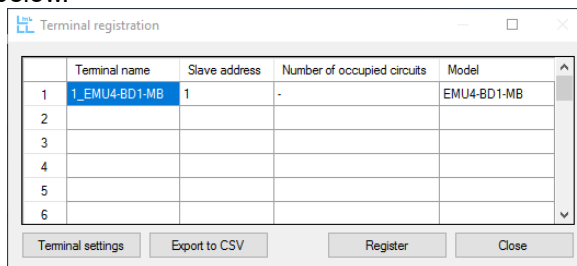 Terminal registration
Terminal name Slave address Number of occupied circuits Model
1 1_EMU4-BD1-MB 1 - EMU4-BD1-MB
2
3
4
5
6
Terminal settings Export to CSV Register Close